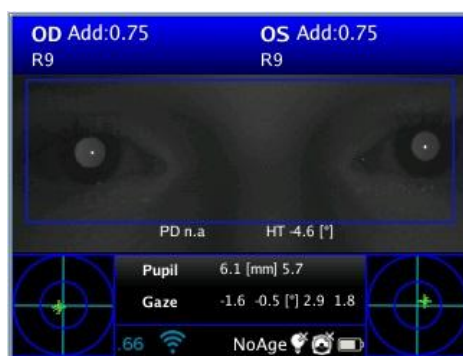 OD Add:0.75 OS Add:0.75
R9 R9
PD n.a HT -4.6 [°]
Pupil 6.1 [mm] 5.7
Gaze -1.6 -0.5 [°] 2.9 1.8
.66 NoAge